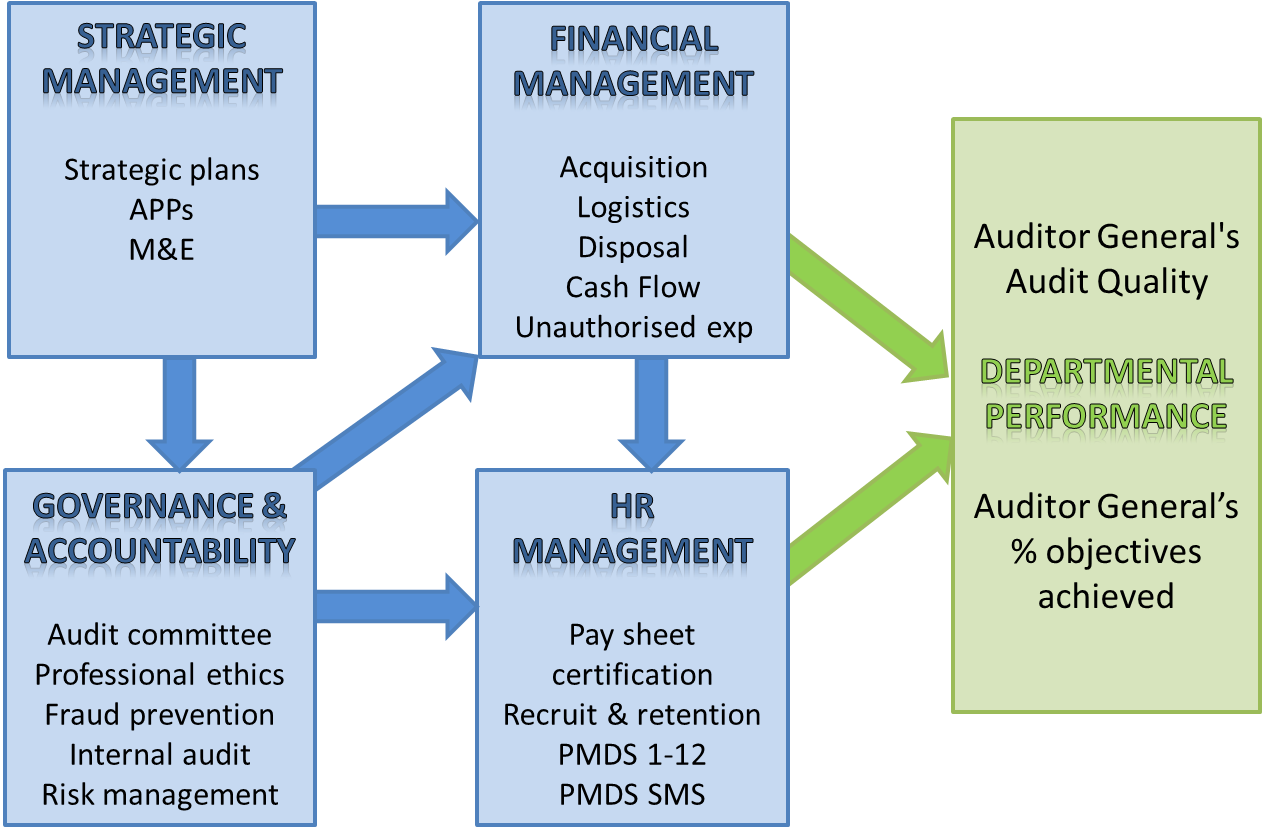 STRATEGIC
MANAGEMENT
Strategic plans
APPs
M&E
FINANCIAL
MANAGEMENT
Acquisition
Logistics
Disposal
Cash Flow
Unauthorised exp
GOVERNANCE &
ACCOUNTABILITY
Audit committee
Professional ethics
Fraud prevention
Internal audit
Risk management
HR
MANAGEMENT
Pay sheet
certification
Recruit & retention
PMDS 1-12
PMDS SMS
Auditor General's
Audit Quality
DEPARTMENTAL
PERFORMANCE
Auditor General’s
% objectives
achieved